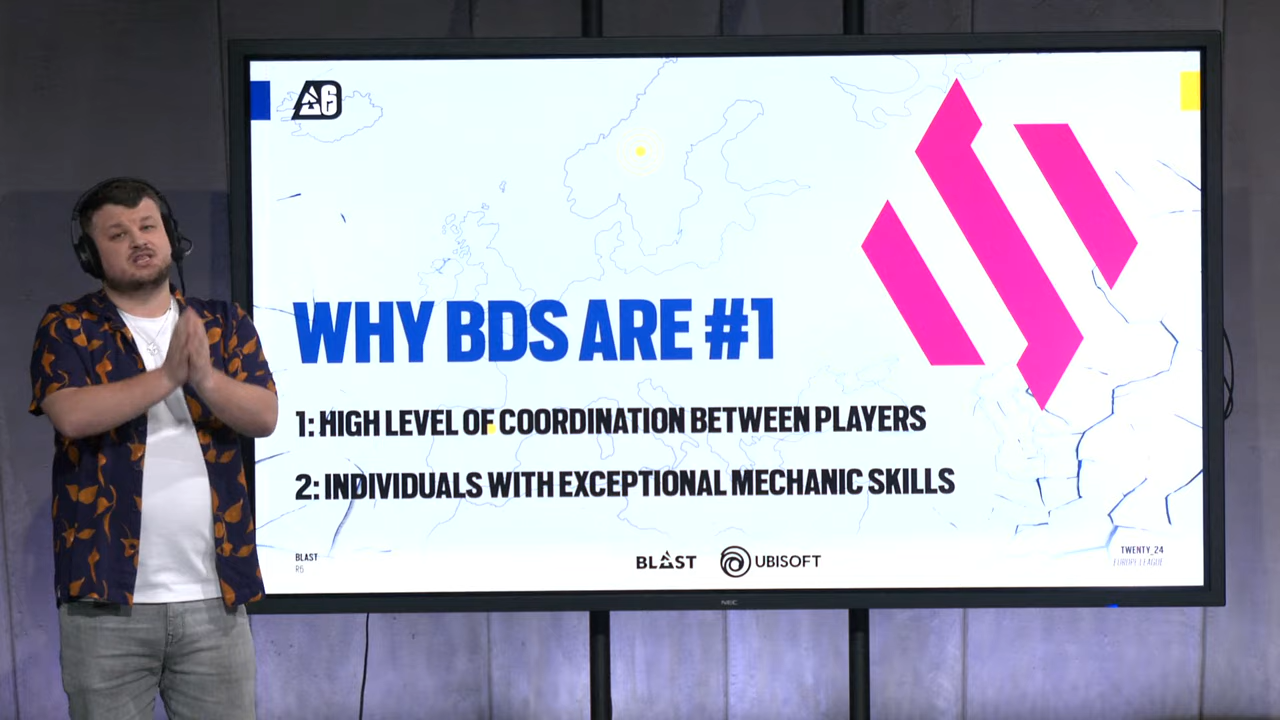 6
WHY BDS ARE #1
1: HIGH LEVEL OF COORDINATION BETWEEN PLAYERS
2: INDIVIDUALS WITH EXCEPTIONAL MECHANIC SKILLS
BLAST
R6
BLAST UBISOFT
TWENTY_24
EUROPE LEAGUE
NEC